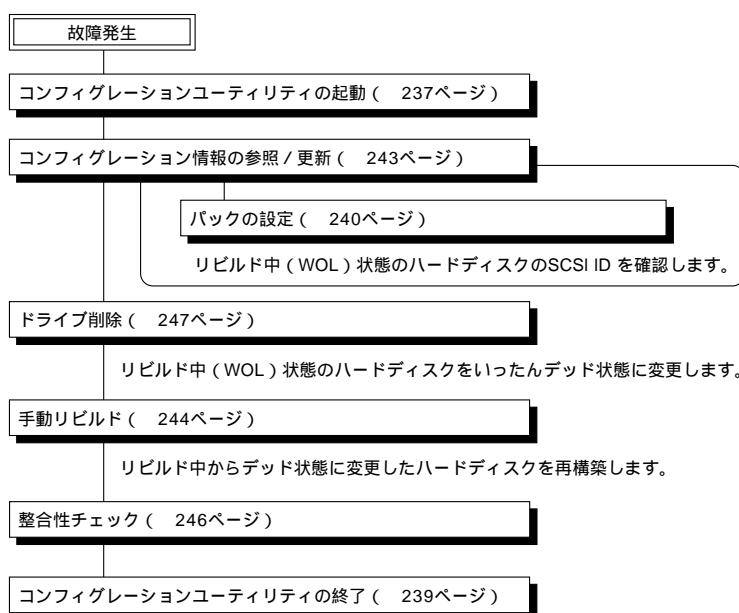 故障発生
コンフィグレーションユーティリティの起動（　237ページ）
コンフィグレーション情報の参照／更新（　243ページ）
パックの設定（　240ページ）
リビルド中（WOL）状態のハードディスクのSCSI ID を確認します。
ドライブ削除（　247ページ）
リビルド中（WOL）状態のハードディスクをいったんデッド状態に変更します。
手動リビルド（　244ページ）
リビルド中からデッド状態に変更したハードディスクを再構築します。
整合性チェック（　246ページ）
コンフィグレーションユーティリティの終了（　239ページ）